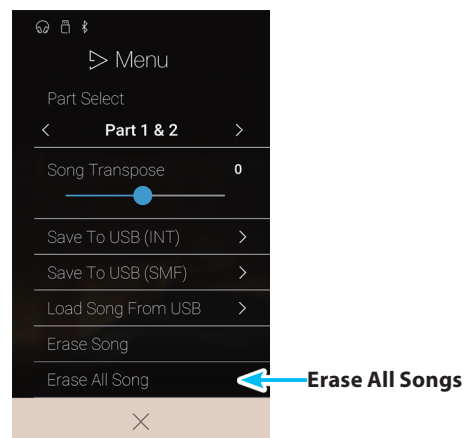 Menu
Part Select
Part 1 & 2
Song Transpose 0
Save To USB (INT)
Save To USB (SMF)
Load Song From USB
Erase Song
Erase All Song
Erase All Songs